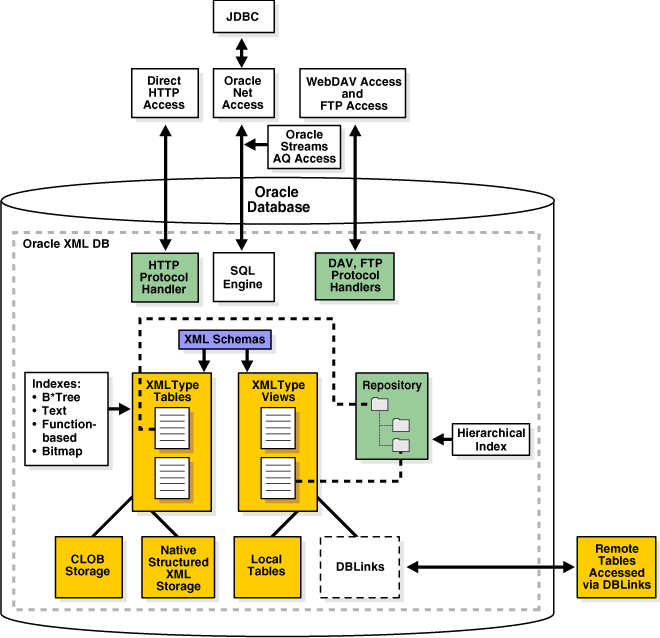 JDBC
Direct
HTTP
Access
Oracle
Net
Access
WebDAV Access
and
FTP Access
Oracle
Streams
AQ Access
Oracle
Database
Oracle XML DB
HTTP
Protocol
Handler
SQL
Engine
DAV, FTP
Protocol
Handlers
XML Schemas
Indexes:
• B*Tree
• Text
• Function-
based
• Bitmap
XMLType
Tables
XMLType
Views
Repository
Hierarchical
Index
CLOB
Storage
Native
Structured
XML
Storage
Local
Tables
DBLinks
Remote
Tables
Accessed
via DBLinks